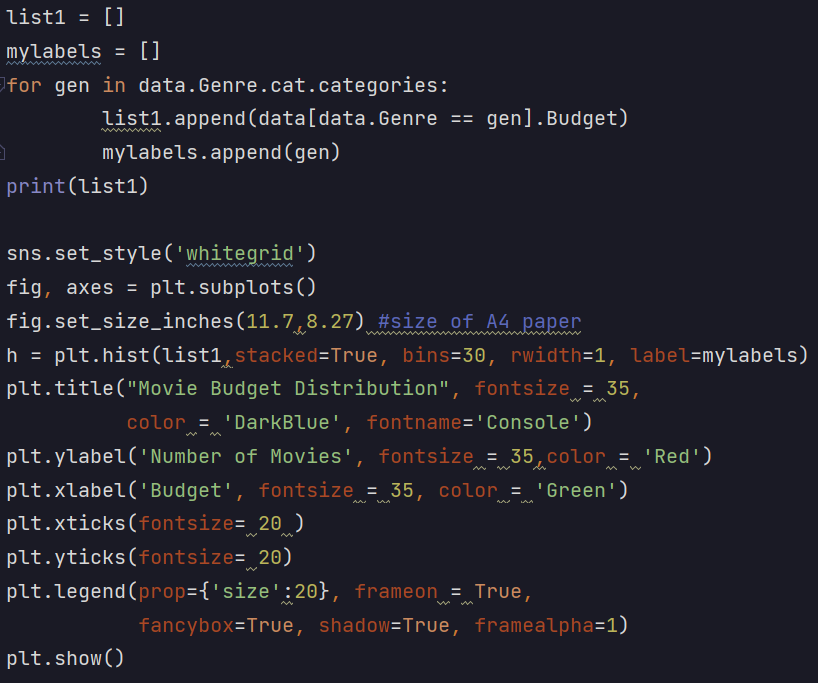 list1 = []
mylabels = []
for gen in data.Genre.cat.categories:
        list1.append(data[data.Genre == gen].Budget)
        mylabels.append(gen)
print(list1)

sns.set_style('whitegrid')
fig, axes = plt.subplots()
fig.set_size_inches(11.7,8.27) #size of A4 paper
h = plt.hist(list1,stacked=True, bins=30, rwidth=1, label=mylabels)
plt.title("Movie Budget Distribution", fontsize = 35,
          color = 'DarkBlue', fontname='Console')
plt.ylabel('Number of Movies', fontsize = 35,color = 'Red')
plt.xlabel('Budget', fontsize = 35, color = 'Green')
plt.xticks(fontsize= 20 )
plt.yticks(fontsize= 20)
plt.legend(prop={'size':20}, frameon = True,
           fancybox=True, shadow=True, framealpha=1)
plt.show()